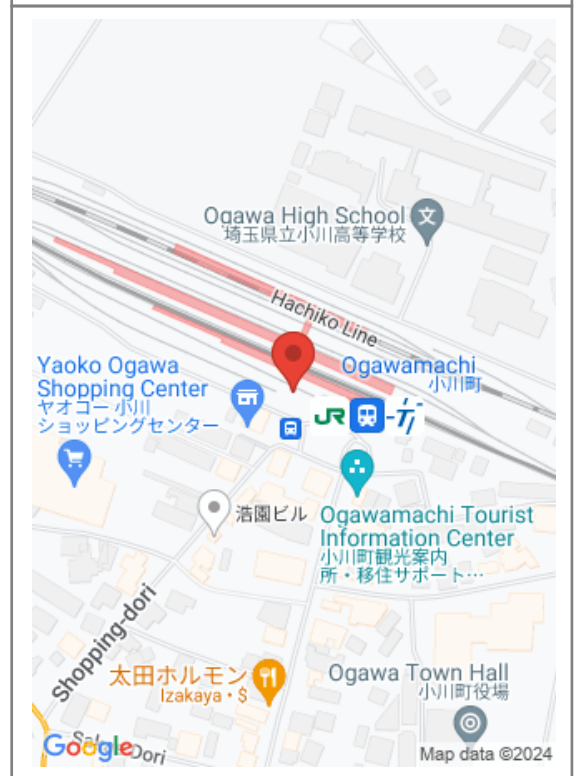 Ogawa High School
埼玉県立小川高等学校
Hachiko Line
Yaoko Ogawa
Shopping Center
ヤオコー 小川
ショッピングセンター
Ogawamachi
小川町
JR
浩園ビル
Ogawamachi Tourist
Information Center
小川町観光案内
所・移住サポート…
Shopping-dori
太田ホルモン
Izakaya・$
Ogawa Town Hall
小川町役場
Google
Map data ©2024